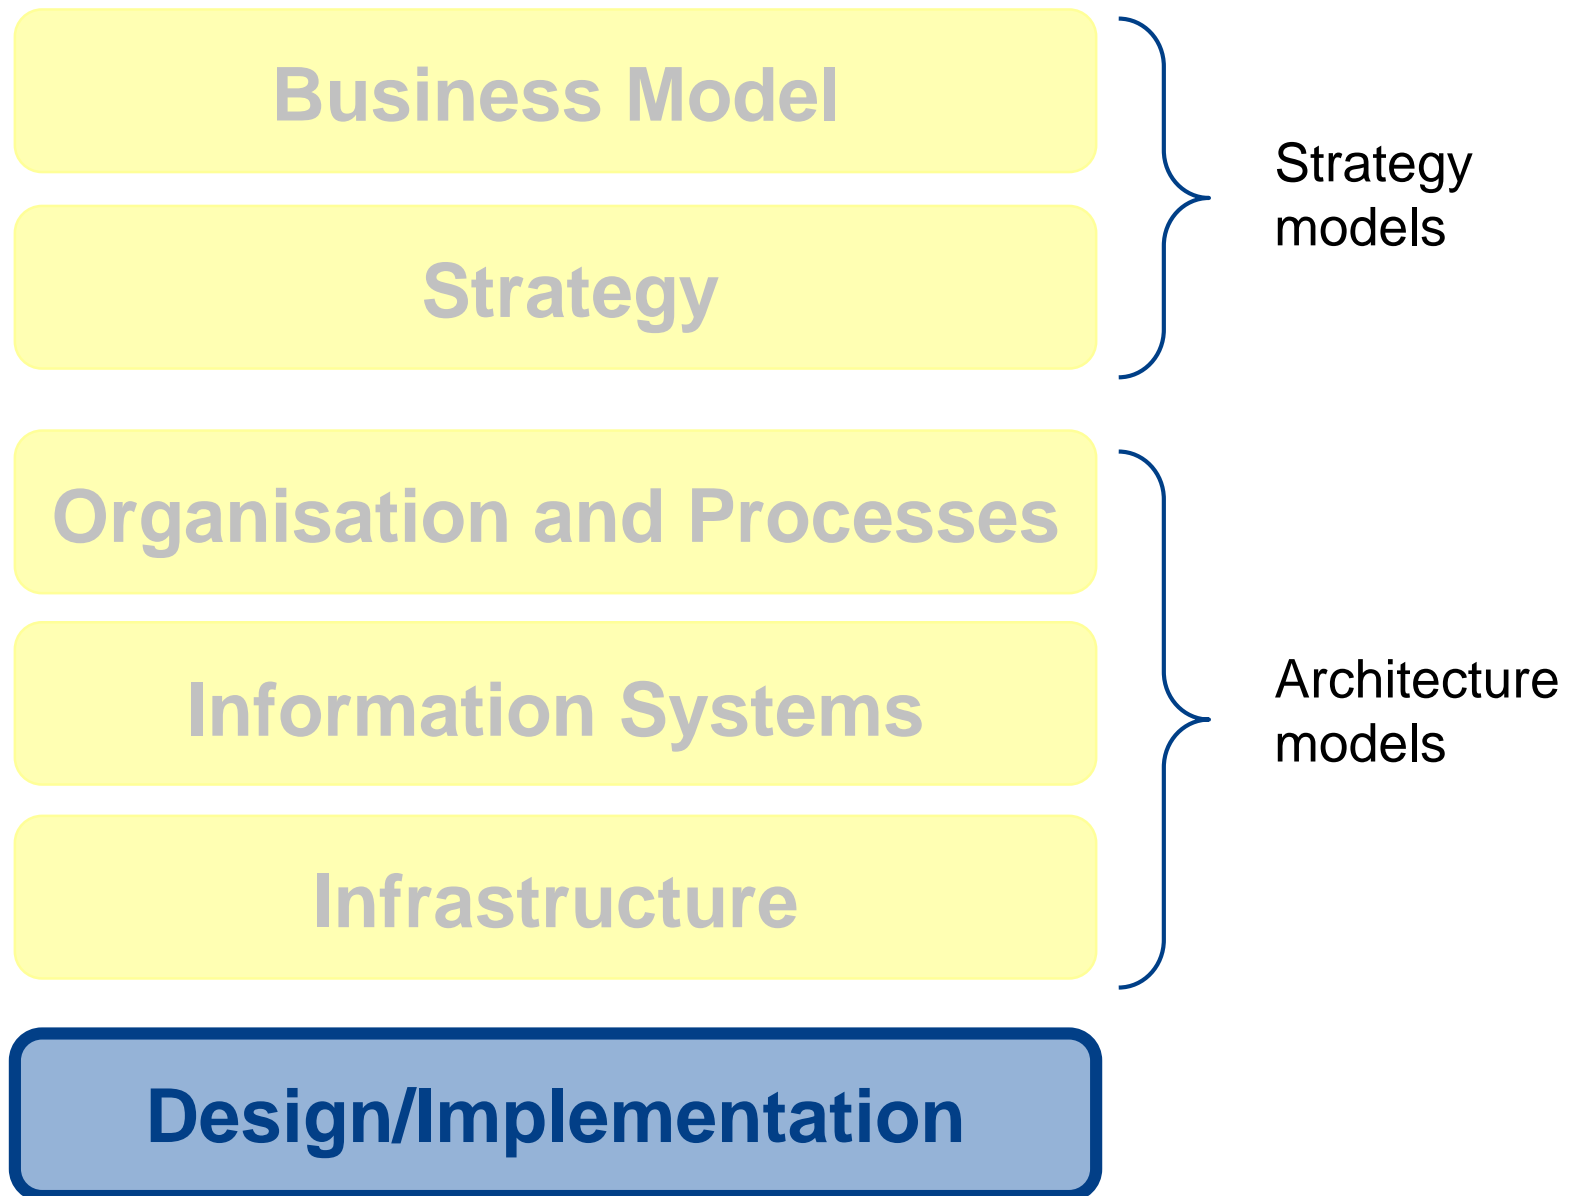 Business Model
Strategy
Strategy
models
Organisation and Processes
Information Systems
Infrastructure
Architecture
models
Design/Implementation